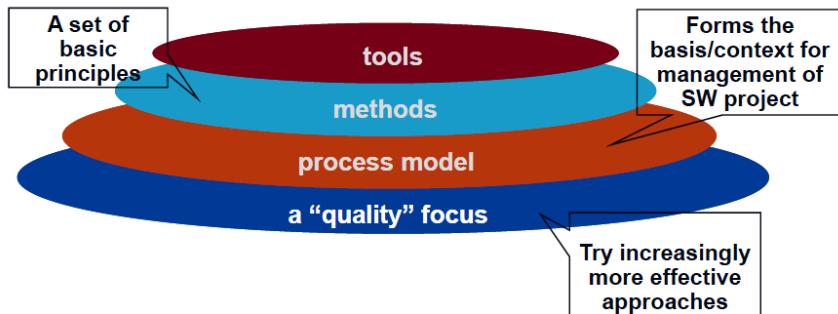 A set of
basic
principles
tools
Forms the
basis/context for
management of
SW project
methods
process model
a “quality” focus
Try increasingly
more effective
approaches